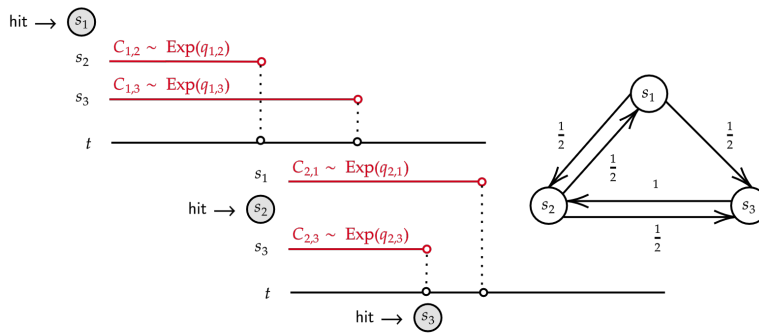 hit → s₁
s₂ C₁,₂ ~ Exp(q₁,₂)
s₃ C₁,₃ ~ Exp(q₁,₃)
t
s₁ C₂,₁ ~ Exp(q₂,₁)
hit → s₂
s₃ C₂,₃ ~ Exp(q₂,₃)
t
hit → s₃
s₁
1/2
1/2
1/2
s₂
1
s₃
1/2